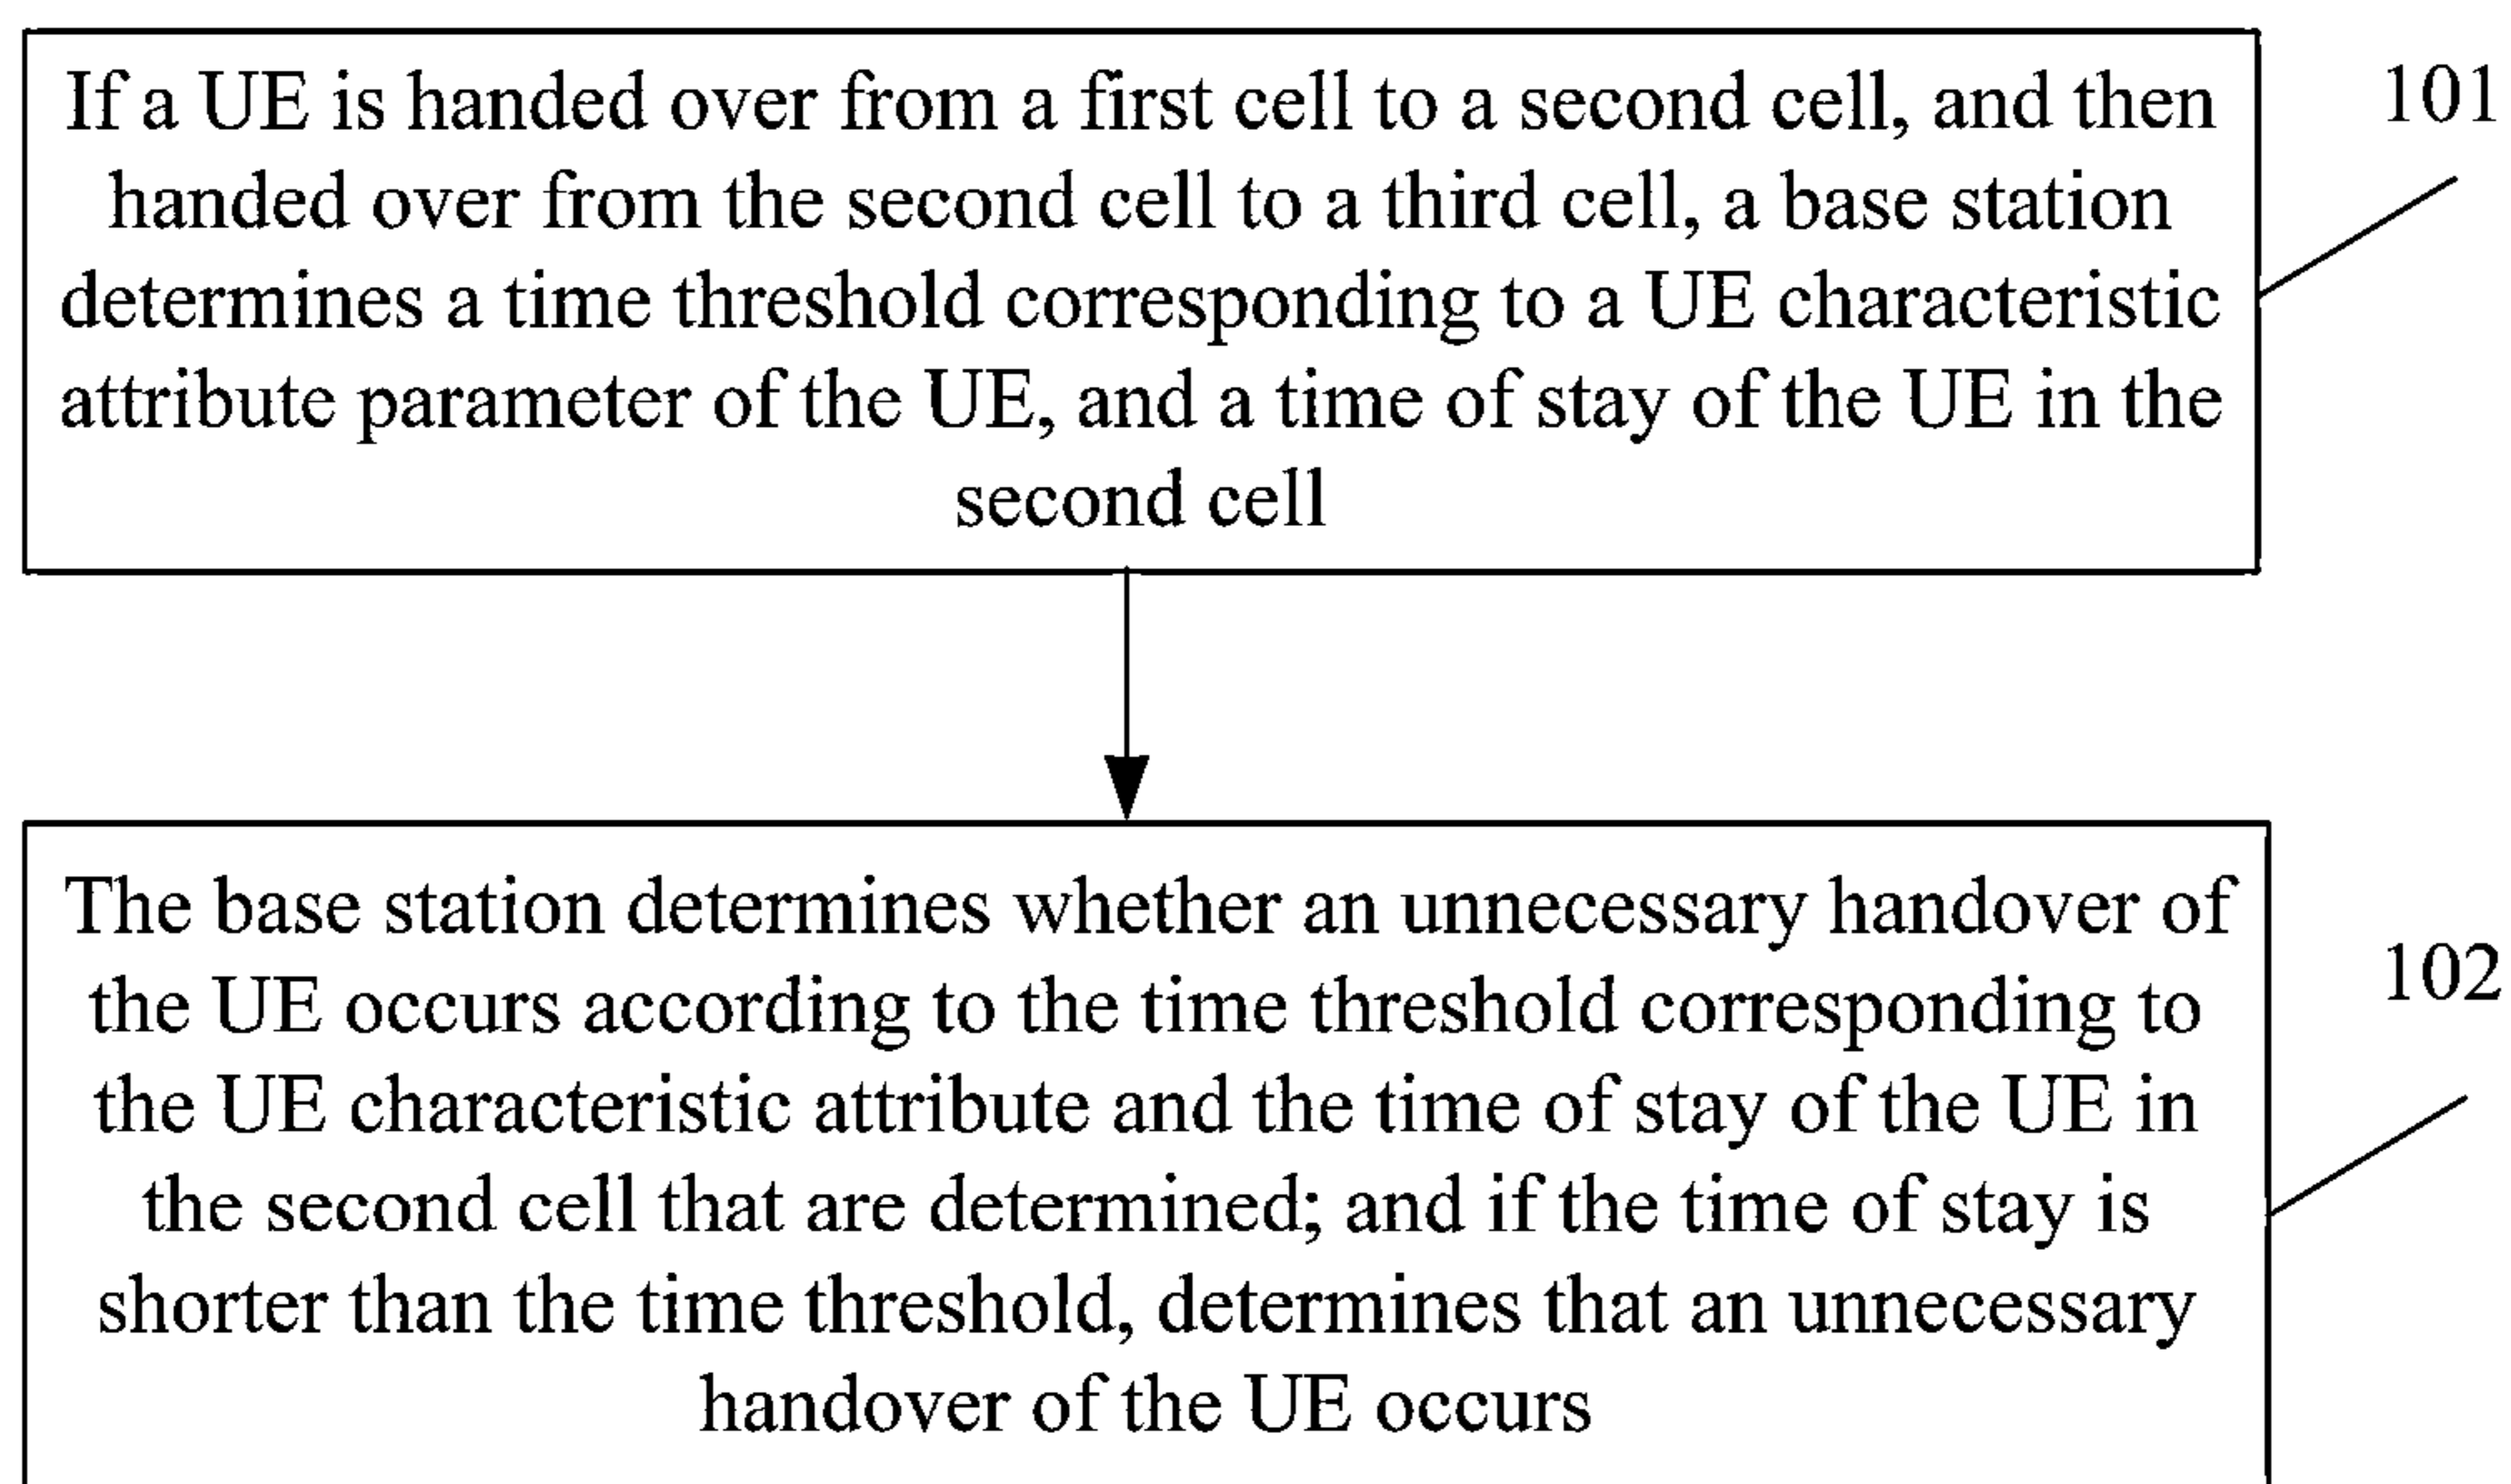 If a UE is handed over from a first cell to a second cell, and then
handed over from the second cell to a third cell, a base station
determines a time threshold corresponding to a UE characteristic
attribute parameter of the UE, and a time of stay of the UE in the
second cell
101
The base station determines whether an unnecessary handover of
the UE occurs according to the time threshold corresponding to
the UE characteristic attribute and the time of stay of the UE in
the second cell that are determined; and if the time of stay is
shorter than the time threshold, determines that an unnecessary
handover of the UE occurs
102